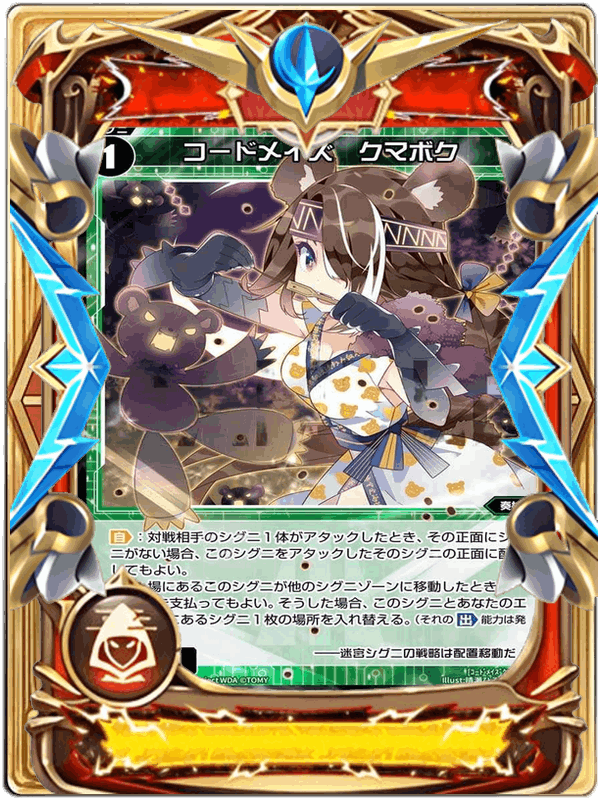 1
コードメイズ　クマボク
奏
自：対戦相手のシグニ１体がアタックしたとき、その正面にシ
ニがない場合、このシグニをアタックしたそのシグニの正面に
してもよい。
場にあるこのシグニが他のシグニゾーンに移動したとき
支払ってもよい。そうした場合、このシグニとあなたのエ
にあるシグニ１枚の場所を入れ替える。（それの 出 能力は発
――迷宮シグニの戦略は配置移動だ
ect WDA ©TOMY
Illust: